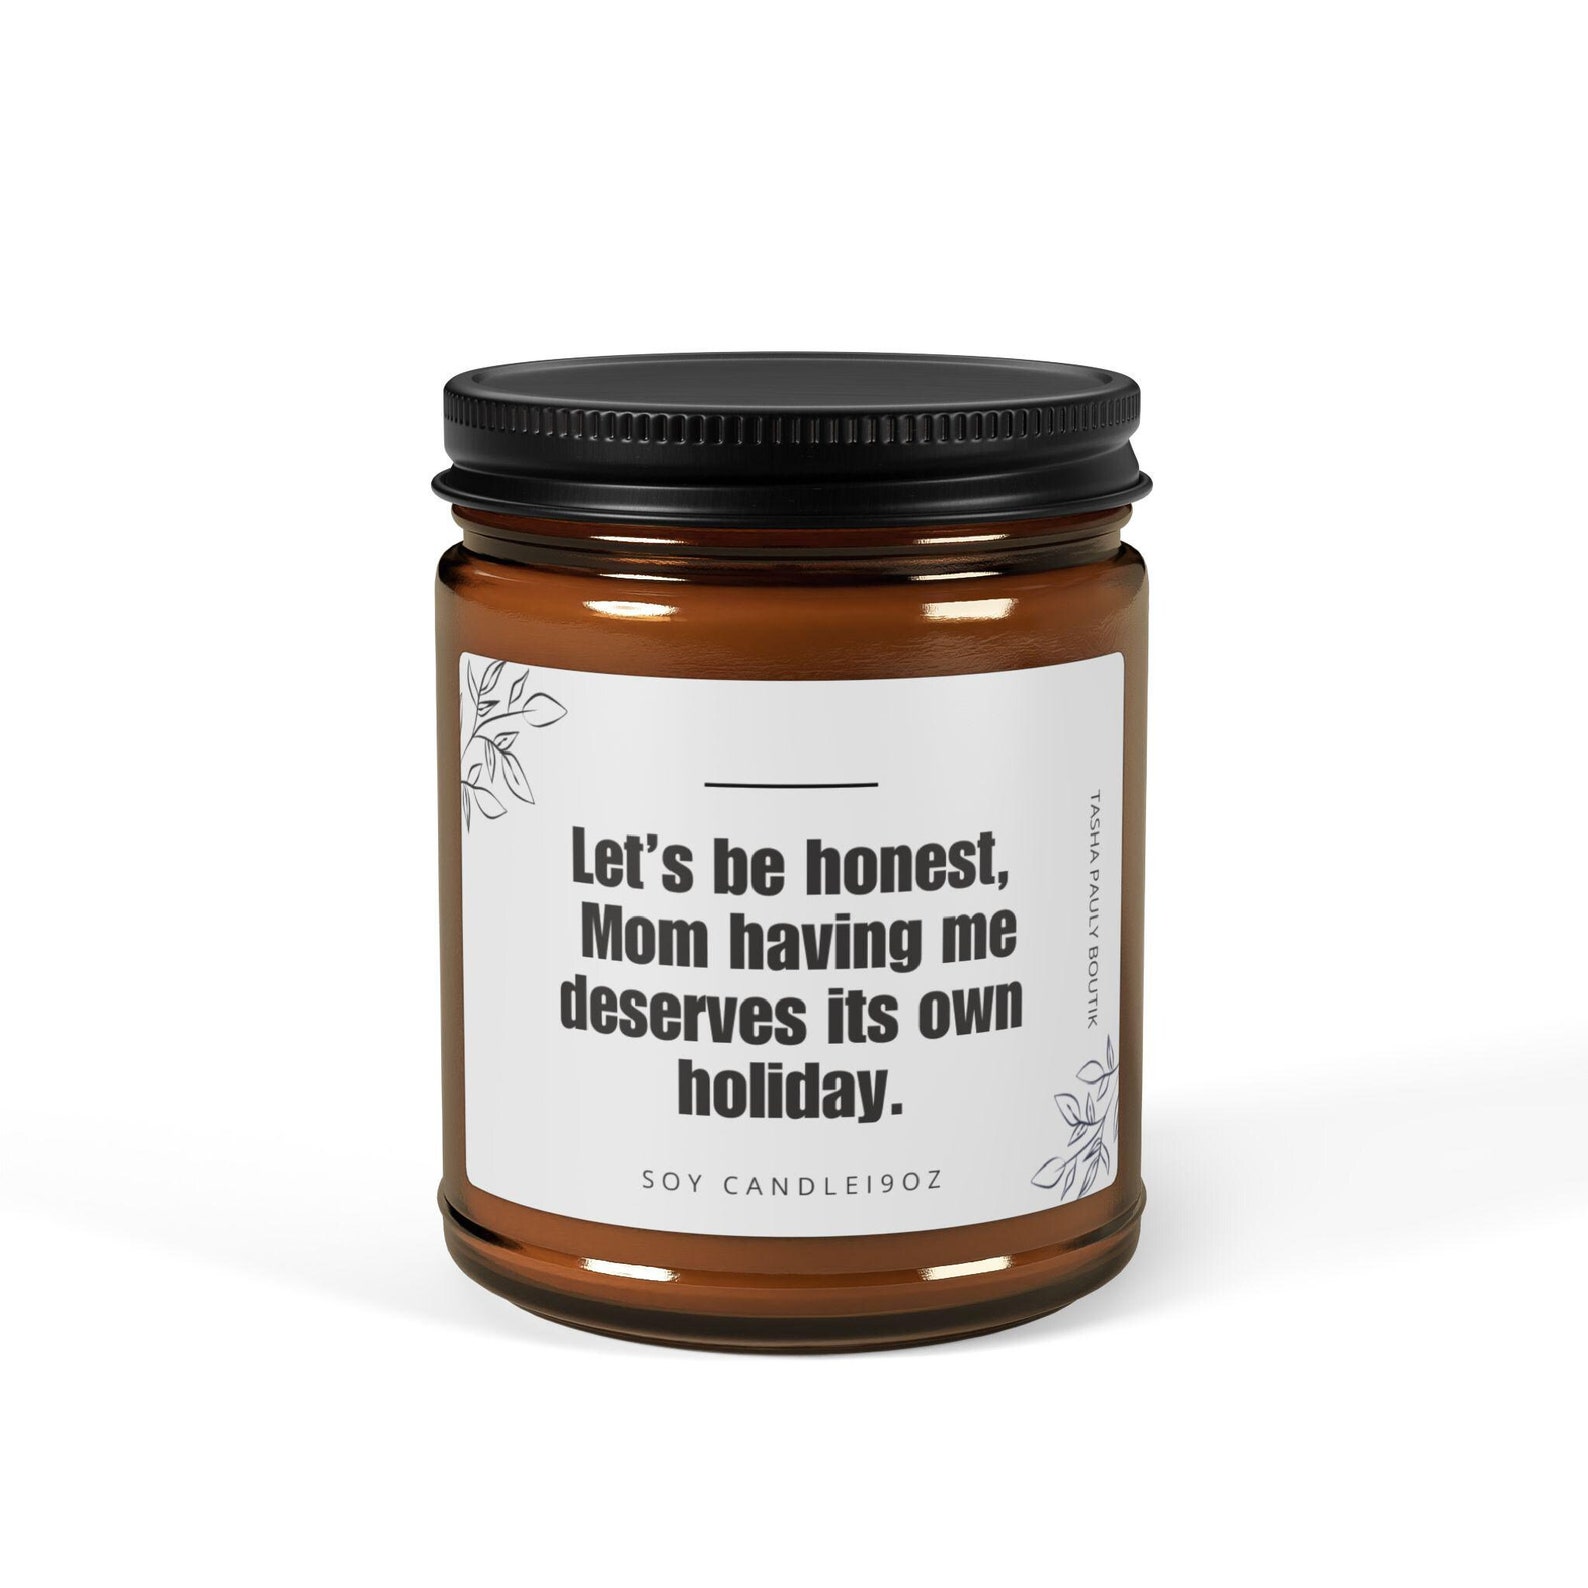 Let’s be honest,
Mom having me
deserves its own
holiday.
SOY CANDLEI9OZ
TASHA PAULY BOUTIK